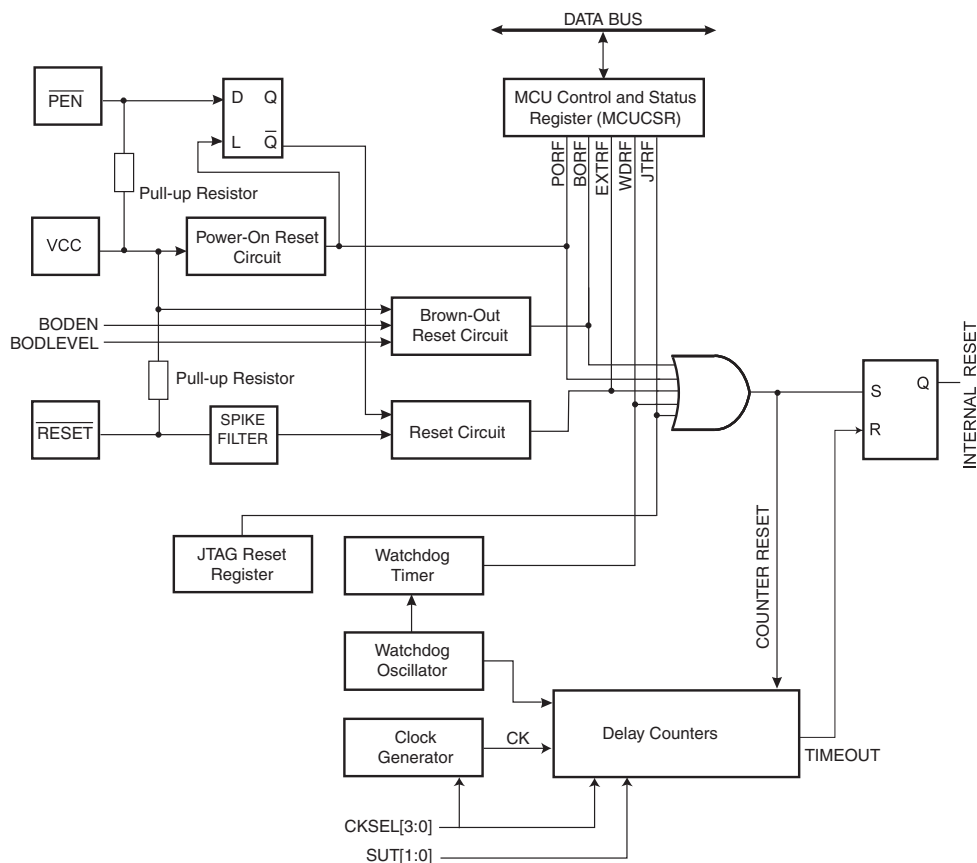 DATA BUS
MCU Control and Status
Register (MCUCSR)
PORF
BORF
EXTRF
WDRF
JTRF
PEN
D Q
L Q
Pull-up Resistor
VCC
Power-On Reset
Circuit
BODEN
BODLEVEL
Brown-Out
Reset Circuit
Pull-up Resistor
RESET
SPIKE
FILTER
Reset Circuit
S
Q
R
INTERNAL RESET
JTAG Reset
Register
Watchdog
Timer
COUNTER RESET
Watchdog
Oscillator
Clock
Generator
CK
Delay Counters
TIMEOUT
CKSEL[3:0]
SUT[1:0]